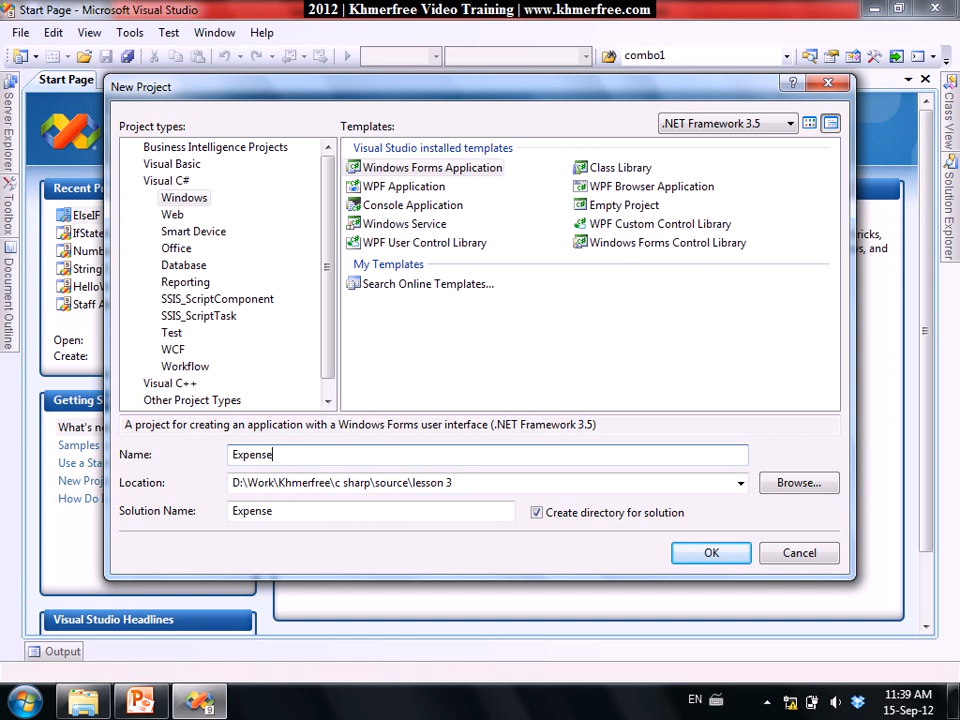 Start Page - Microsoft Visual Studio
2012 | Khmerfree Video Training | www.khmerfree.com
File Edit View Tools Test Window Help
combo1
Start Page
Server Explorer
Toolbox
Document Outline
Class View
Solution Explorer
New Project
Project types:
Templates:
.NET Framework 3.5
Business Intelligence Projects
Visual Basic
Visual C#
Windows
Web
Smart Device
Office
Database
Reporting
SSIS_ScriptComponent
SSIS_ScriptTask
Test
WCF
Workflow
Visual C++
Other Project Types
Visual Studio installed templates
Windows Forms Application
Class Library
WPF Application
WPF Browser Application
Console Application
Empty Project
Windows Service
WPF Custom Control Library
WPF User Control Library
Windows Forms Control Library
My Templates
Search Online Templates...
A project for creating an application with a Windows Forms user interface (.NET Framework 3.5)
Name: Expense
Location: D:\Work\Khmerfree\c sharp\source\lesson 3
Browse...
Solution Name: Expense
Create directory for solution
OK
Cancel
Recent P
ElseIF
IfState
Numb
String
Hello
Staff A
Open:
Create:
Getting S
What's ne
Samples
Use a Sta
New Proj
How Do
ricks,
es, and
Visual Studio Headlines
Output
EN
11:39 AM
15-Sep-12